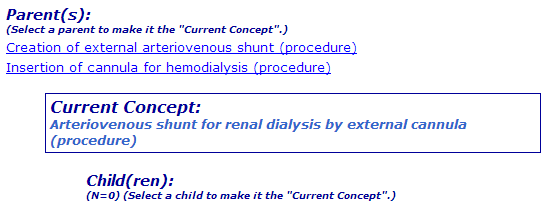 Parent(s):
(Select a parent to make it the "Current Concept".)
Creation of external arteriovenous shunt (procedure)
Insertion of cannula for hemodialysis (procedure)
Current Concept:
Arteriovenous shunt for renal dialysis by external cannula
(procedure)
Child(ren):
(N=0) (Select a child to make it the "Current Concept".)